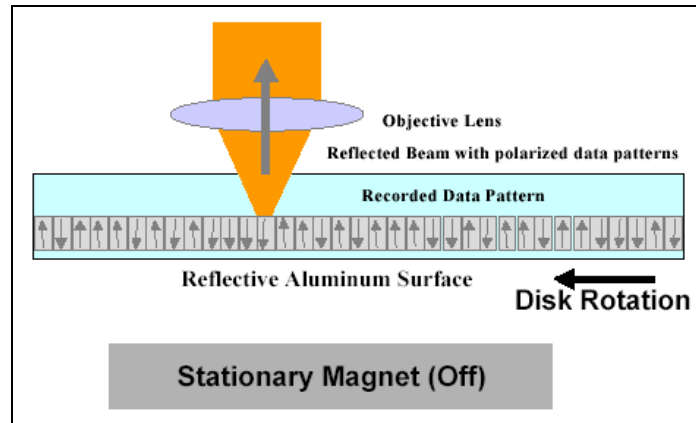 Objective Lens
Reflected Beam with polarized data patterns
Recorded Data Pattern
Reflective Aluminum Surface
Disk Rotation
Stationary Magnet (Off)